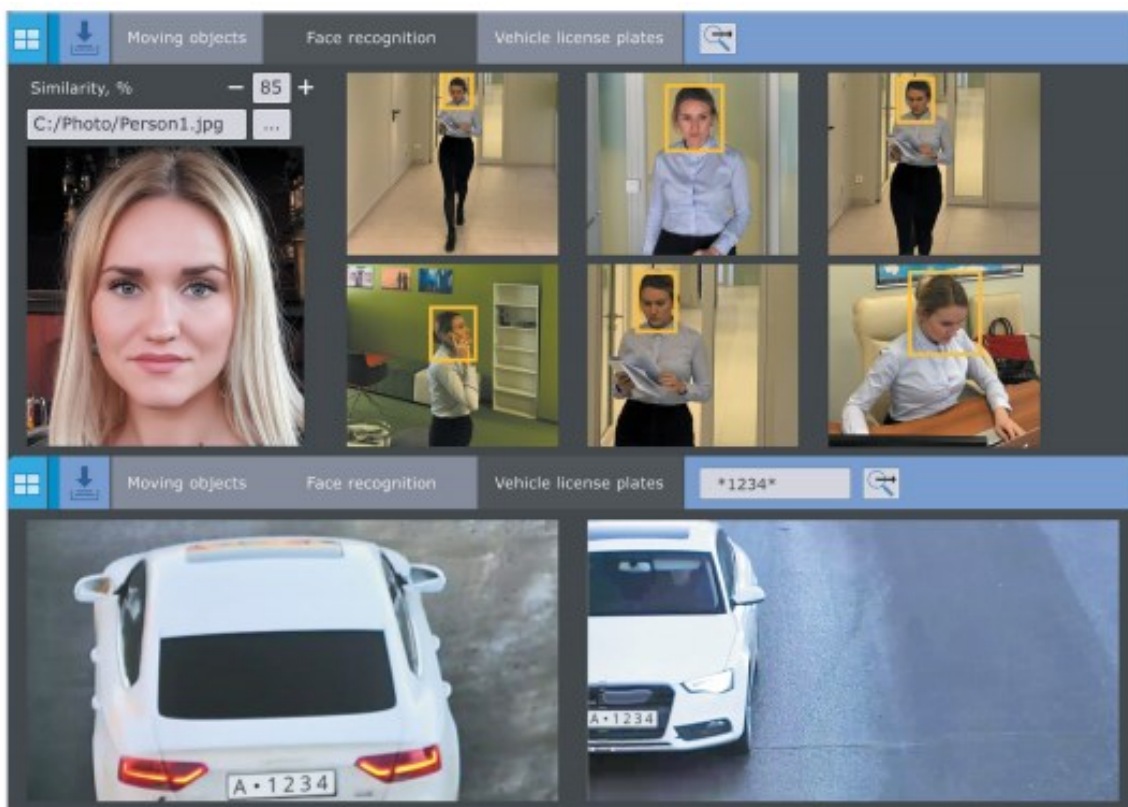 Moving objects
Face recognition
Vehicle license plates
Similarity, %
− 85 +
C:/Photo/Person1.jpg
...
Moving objects
Face recognition
Vehicle license plates
*1234*
A•1234
A•1234